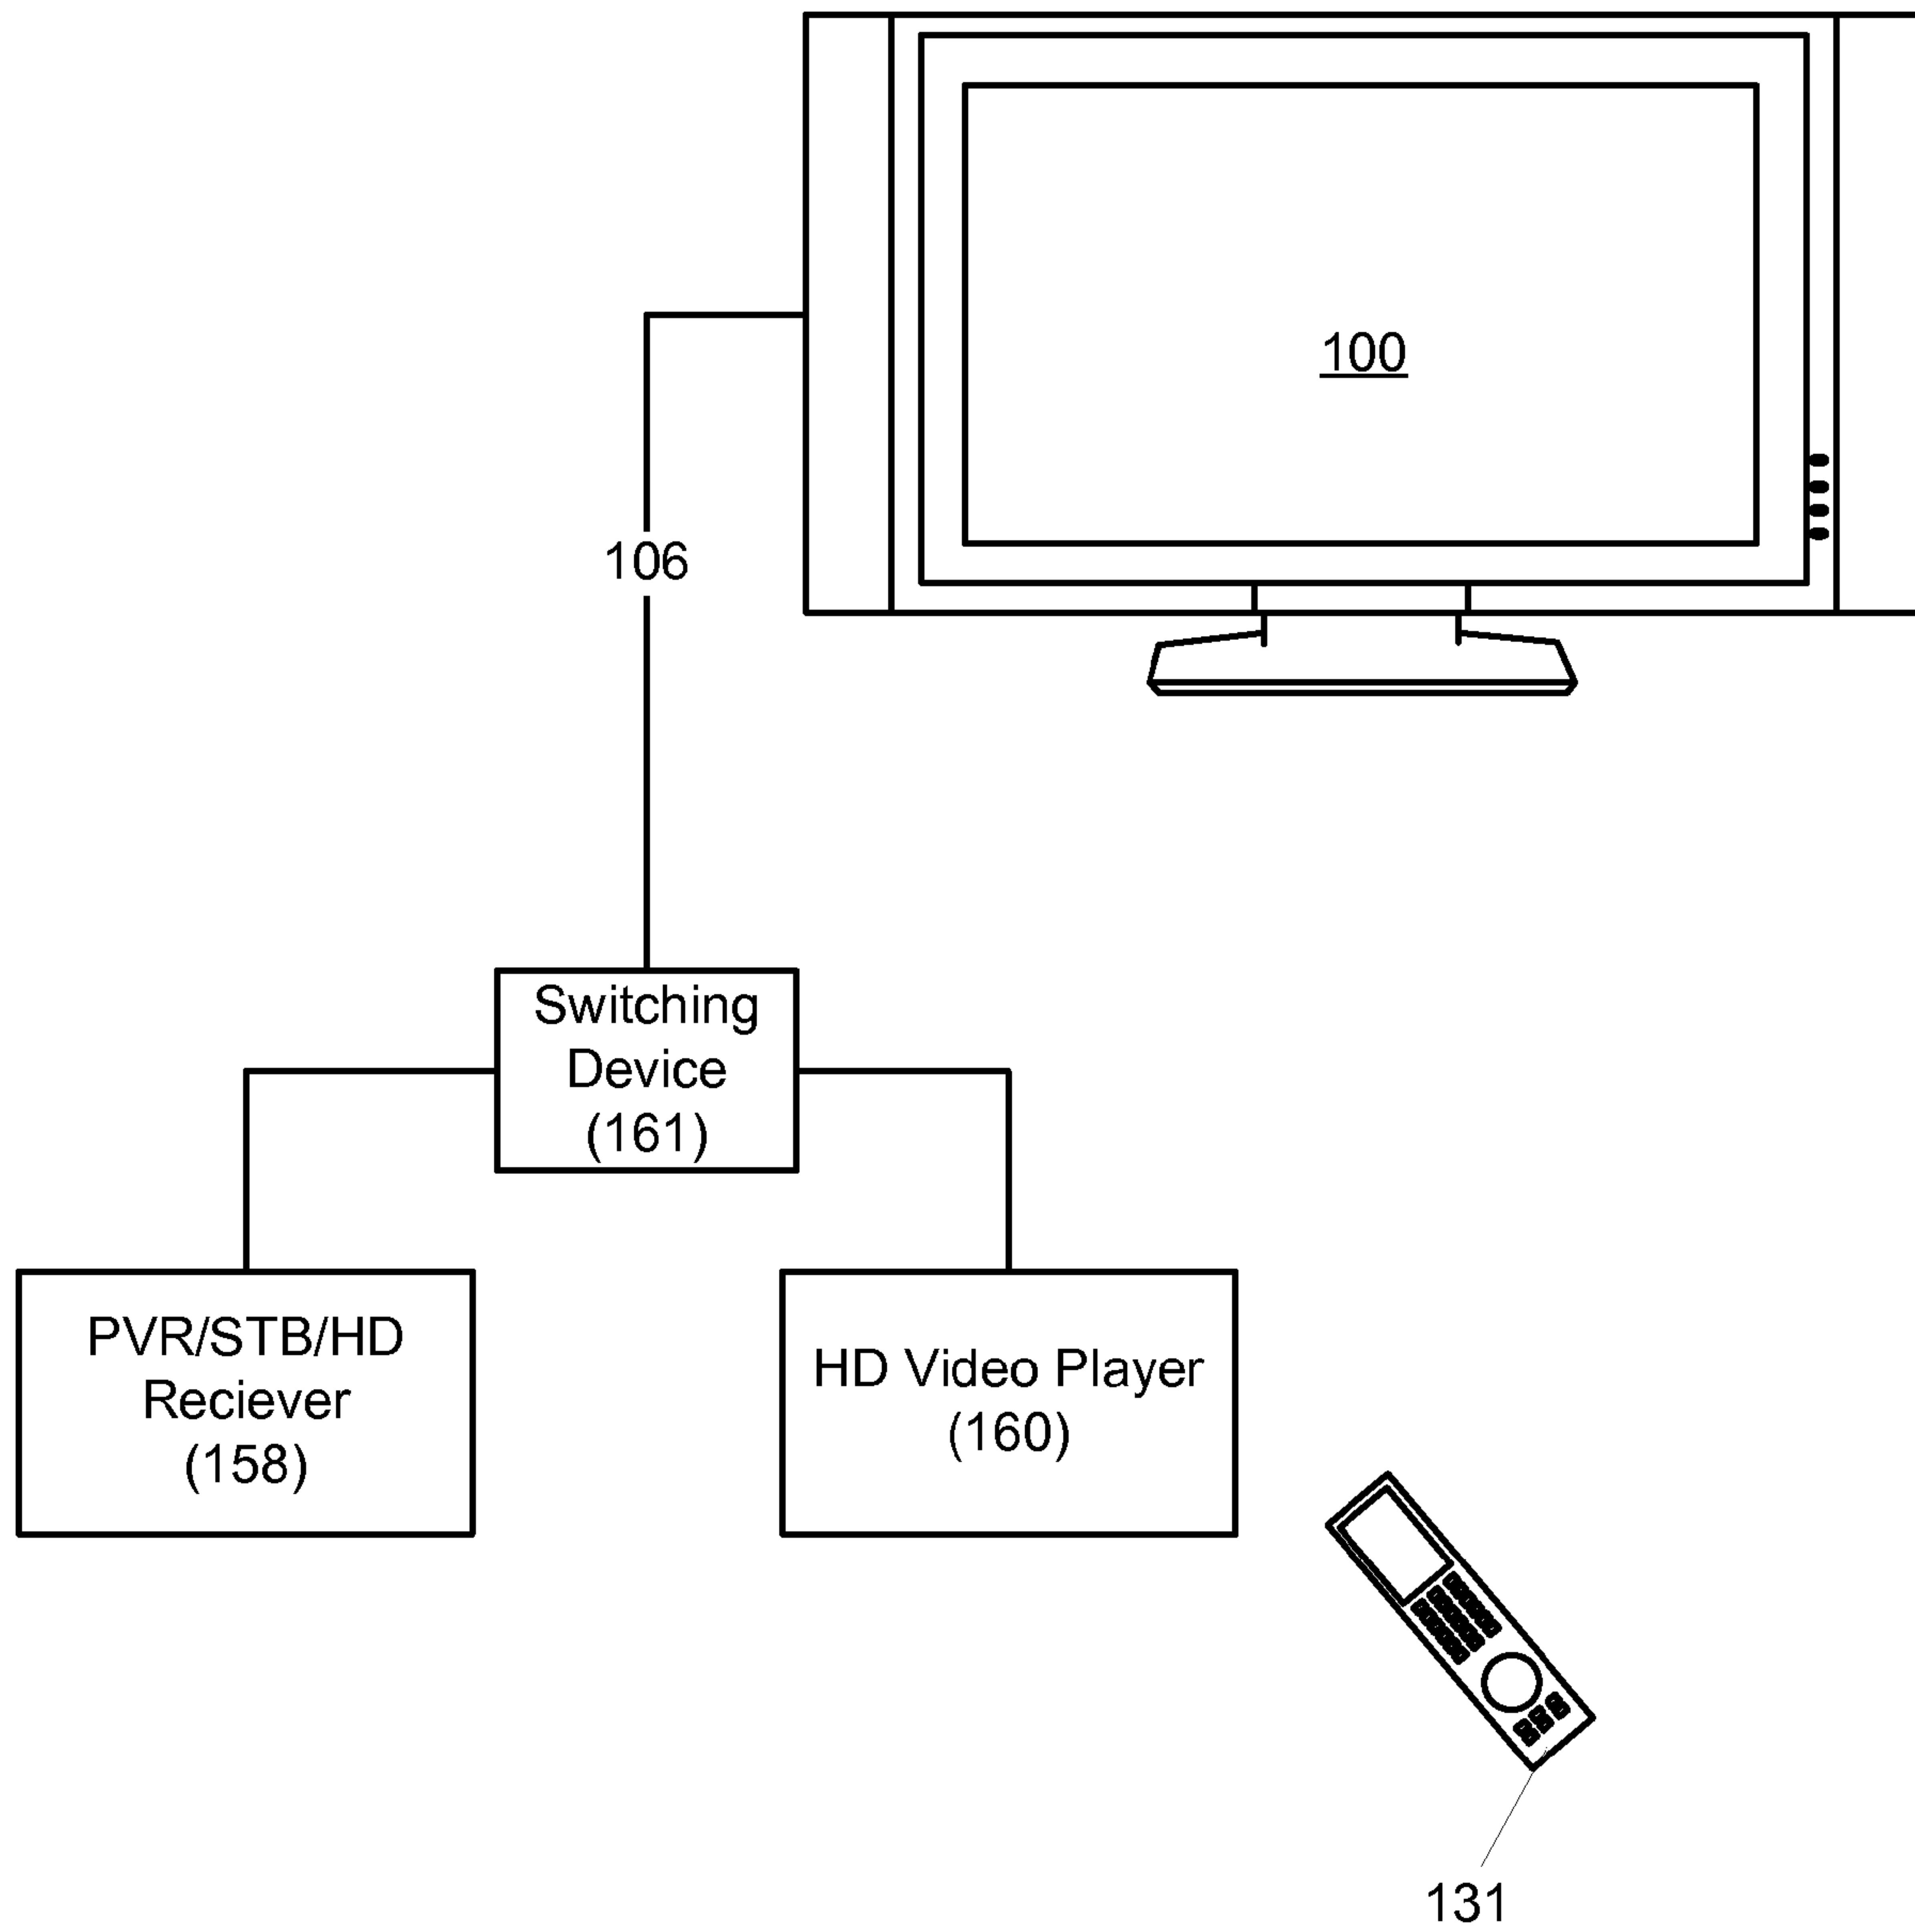 100
106
Switching
Device
(161)
PVR/STB/HD
Reciever
(158)
HD Video Player
(160)
131